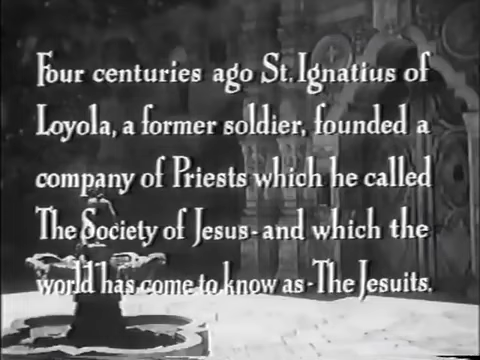 Four centuries ago St. Ignatius of
Loyola, a former soldier, founded a
company of Priests which he called
The Society of Jesus - and which the
world has come to know as - The Jesuits.